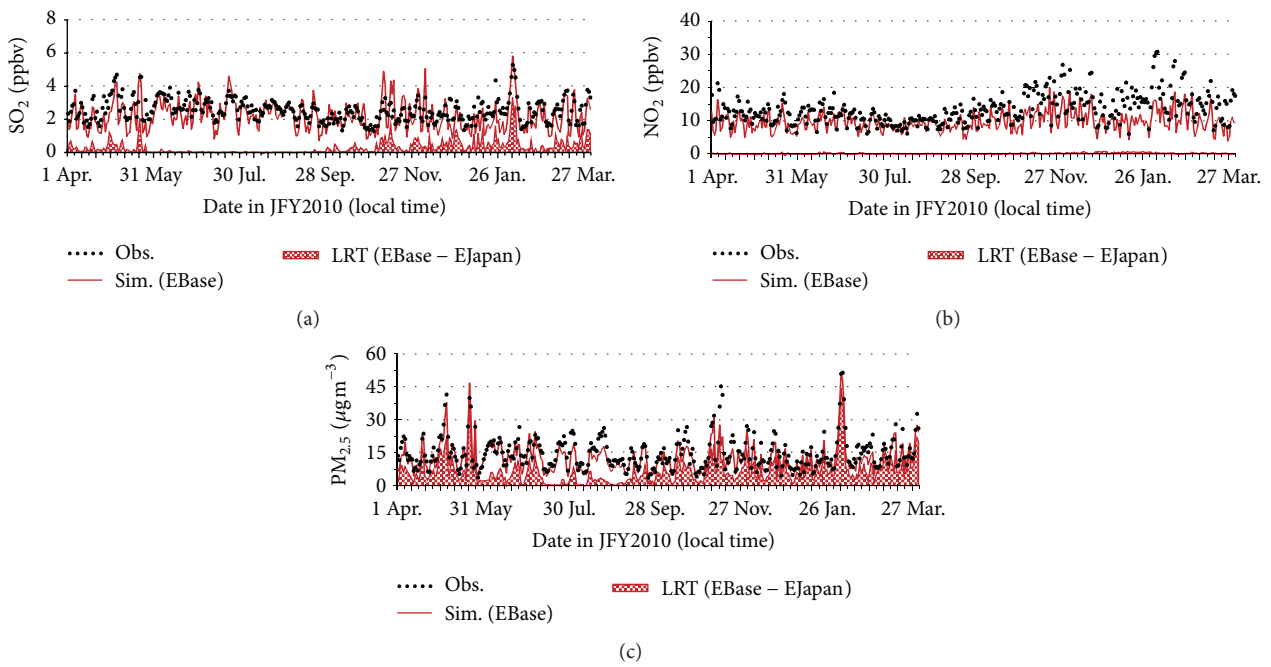 8
6
4
2
0
SO2 (ppbv)
1 Apr. 31 May 30 Jul. 28 Sep. 27 Nov. 26 Jan. 27 Mar.
Date in JFY2010 (local time)
Obs.
Sim. (EBase)
LRT (EBase − EJapan)
(a)
40
30
20
10
0
NO2 (ppbv)
1 Apr. 31 May 30 Jul. 28 Sep. 27 Nov. 26 Jan. 27 Mar.
Date in JFY2010 (local time)
Obs.
Sim. (EBase)
LRT (EBase − EJapan)
(b)
60
45
30
15
0
PM2.5 (μgm−3)
1 Apr. 31 May 30 Jul. 28 Sep. 27 Nov. 26 Jan. 27 Mar.
Date in JFY2010 (local time)
Obs.
Sim. (EBase)
LRT (EBase − EJapan)
(c)